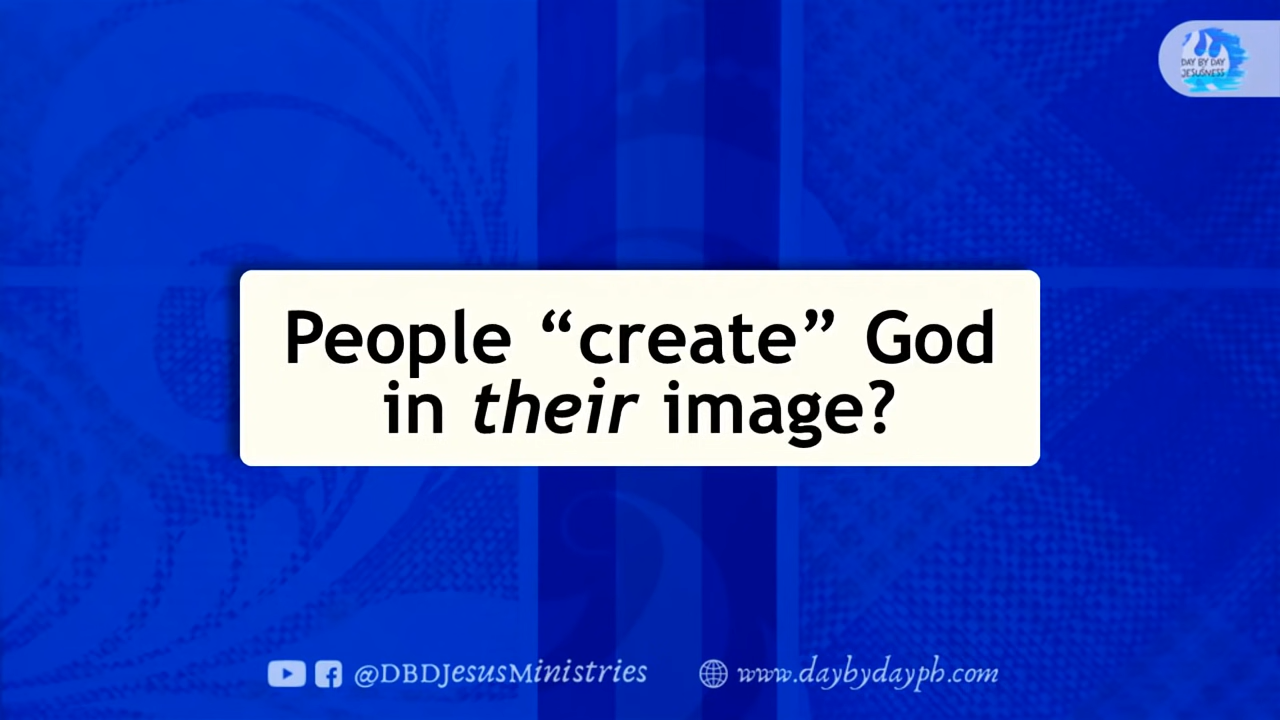 DAY BY DAY
JESUSNESS
People “create” God
in their image?
@DBDJesusMinistries
www.daybydayph.com